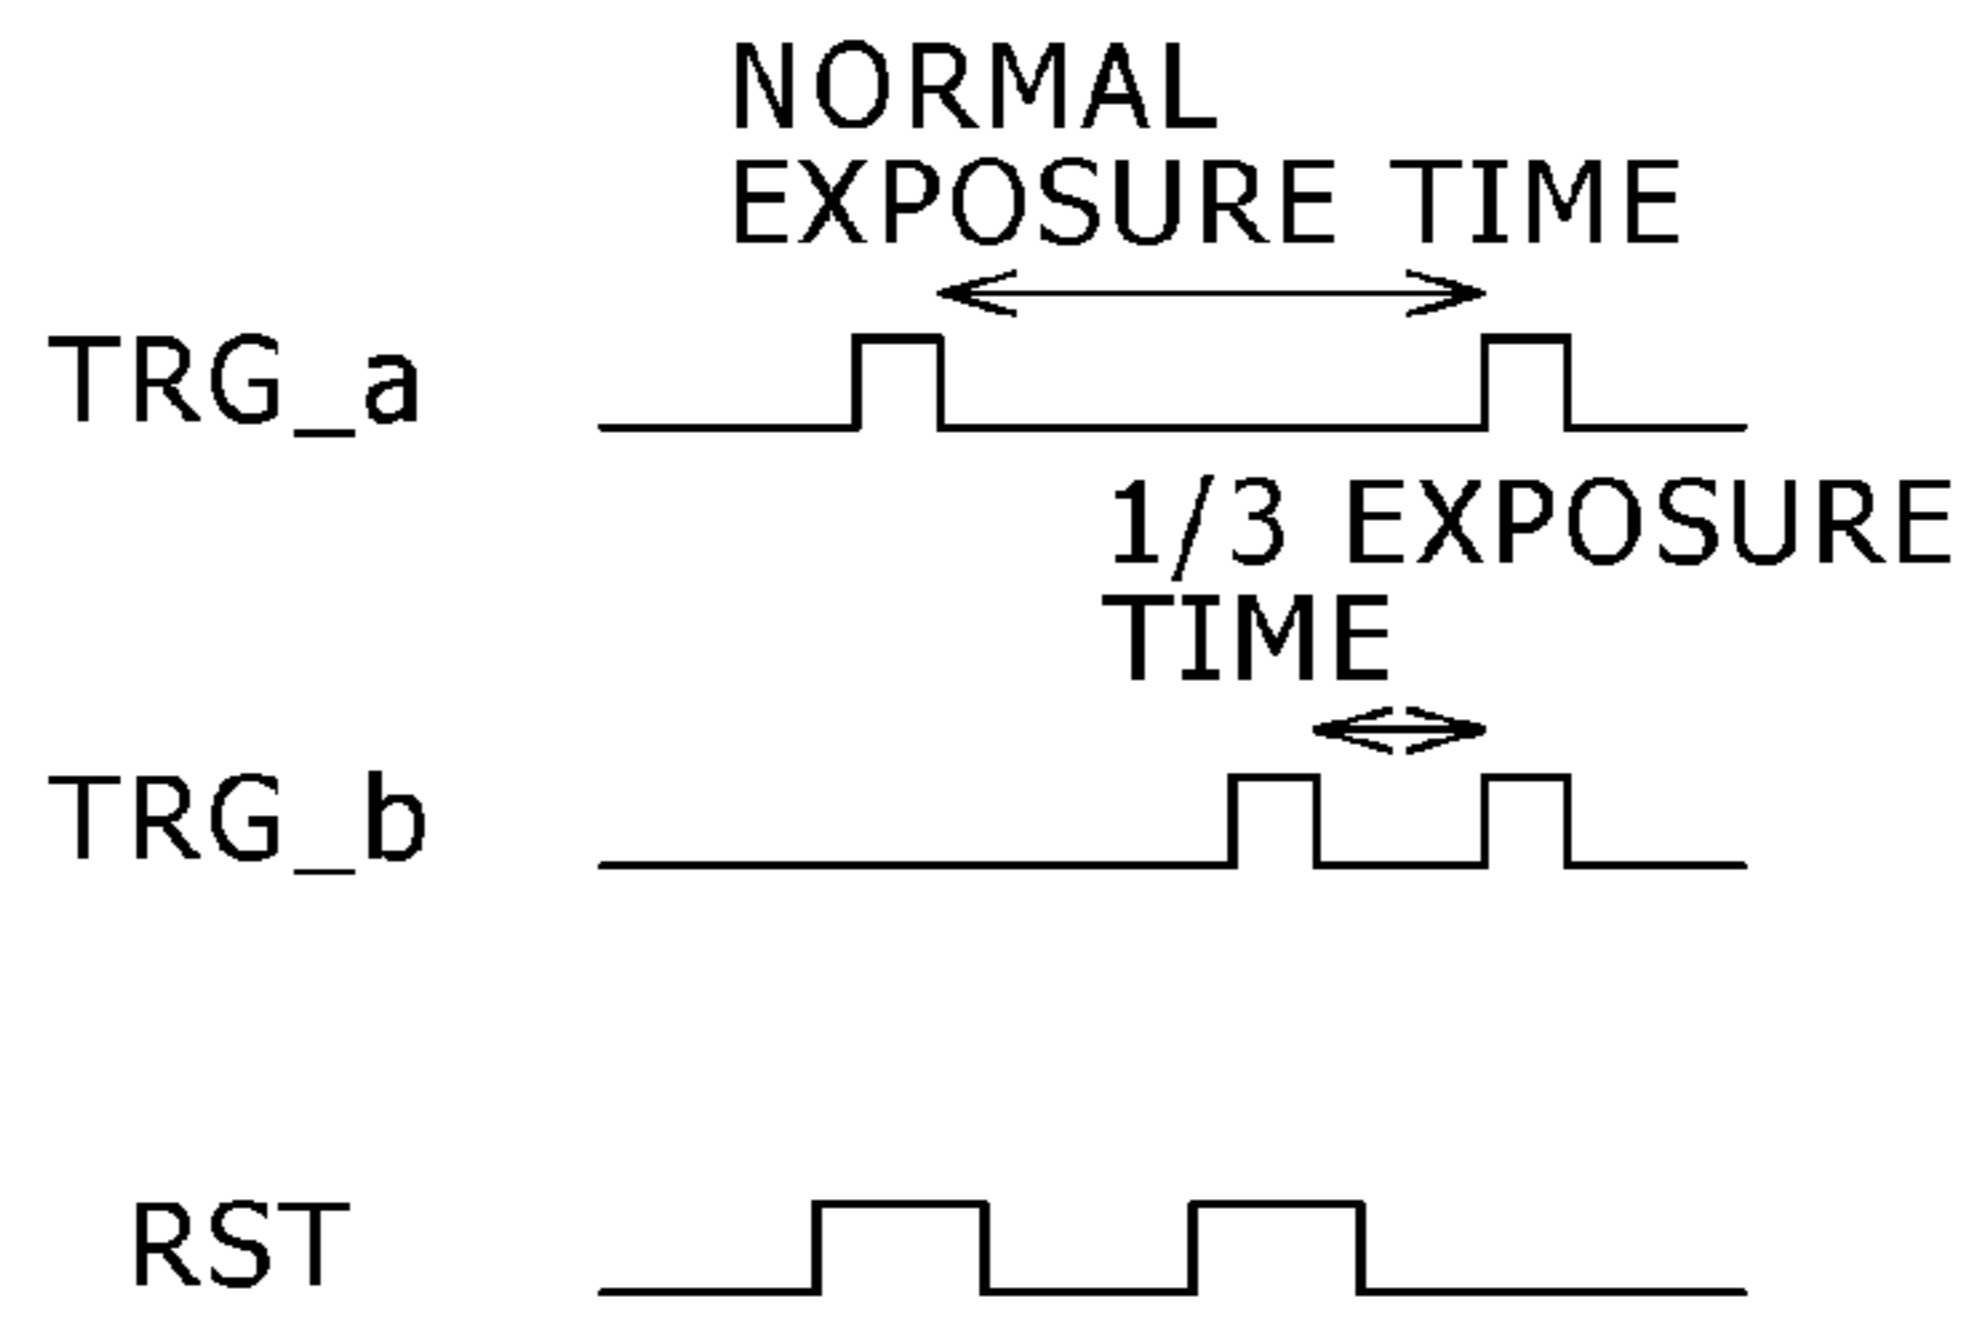 NORMAL
EXPOSURE TIME
TRG_a
1/3 EXPOSURE
TIME
TRG_b
RST